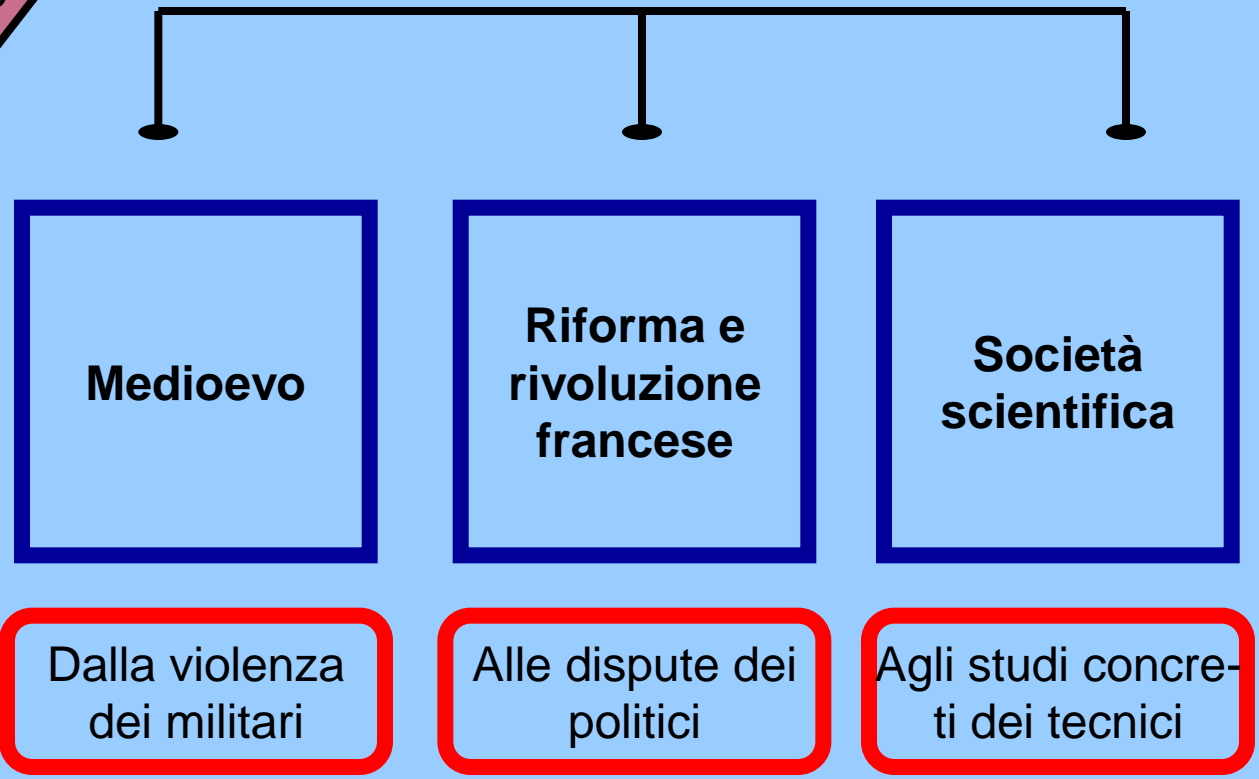 Medioevo
Riforma e
rivoluzione
francese
Società
scientifica
Dalla violenza
dei militari
Alle dispute dei
politici
Agli studi concre-
ti dei tecnici